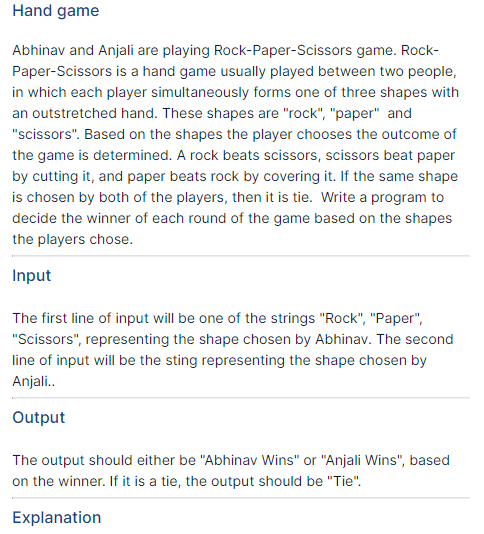 Hand game
Abhinav and Anjali are playing Rock-Paper-Scissors game. Rock-
Paper-Scissors is a hand game usually played between two people,
in which each player simultaneously forms one of three shapes with
an outstretched hand. These shapes are "rock", "paper"  and
"scissors". Based on the shapes the player chooses the outcome of
the game is determined. A rock beats scissors, scissors beat paper
by cutting it, and paper beats rock by covering it. If the same shape
is chosen by both of the players, then it is tie.  Write a program to
decide the winner of each round of the game based on the shapes
the players chose.
Input
The first line of input will be one of the strings "Rock", "Paper",
"Scissors", representing the shape chosen by Abhinav. The second
line of input will be the sting representing the shape chosen by
Anjali..
Output
The output should either be "Abhinav Wins" or "Anjali Wins", based
on the winner. If it is a tie, the output should be "Tie".
Explanation